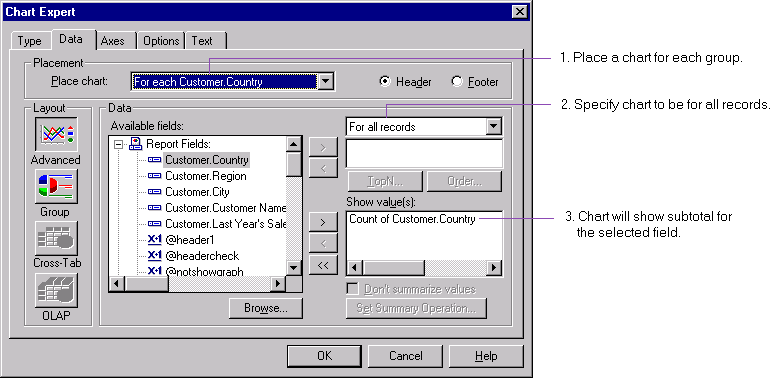 Chart Expert
Type
Data
Axes
Options
Text
Placement
Place chart:
For each Customer.Country
Header
Footer
1. Place a chart for each group.
Layout
Advanced
Group
Cross-Tab
OLAP
Data
Available fields:
Report Fields:
Customer.Country
Customer.Region
Customer.City
Customer.Customer Name
Customer.Last Year's Sale
X+1 @header1
X+1 @headercheck
X+1 @notshowgraph
Browse...
>
<
>
<
<<
For all records
2. Specify chart to be for all records.
TopN...
Order...
Show value(s):
Count of Customer.Country
3. Chart will show subtotal for
the selected field.
Don't summarize values
Set Summary Operation...
OK
Cancel
Help